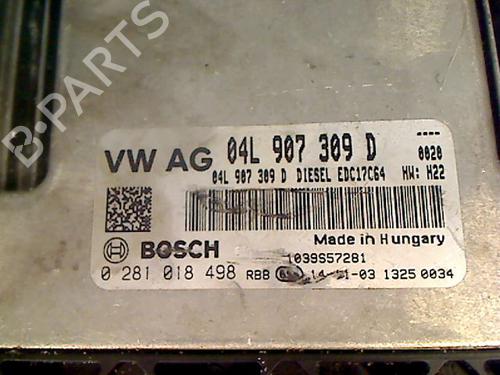 B-PARTS
VW AG 04L 907 309 D
----
0020
04L 907 309 D DIESEL EDC17C64 HW: H22
BOSCH
Made in Hungary
1039S57281
0 281 018 498 RBB 1325 0034